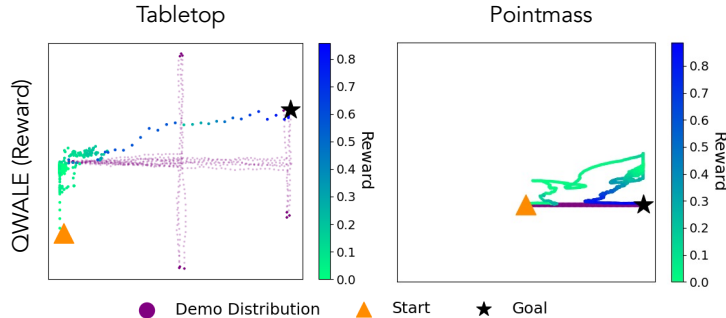 Tabletop
Pointmass
QWALE (Reward)
0.8
0.7
0.6
0.5
0.4
0.3
0.2
0.1
0.0
Reward
0.8
0.7
0.6
0.5
0.4
0.3
0.2
0.1
0.0
Reward
Demo Distribution
Start
Goal